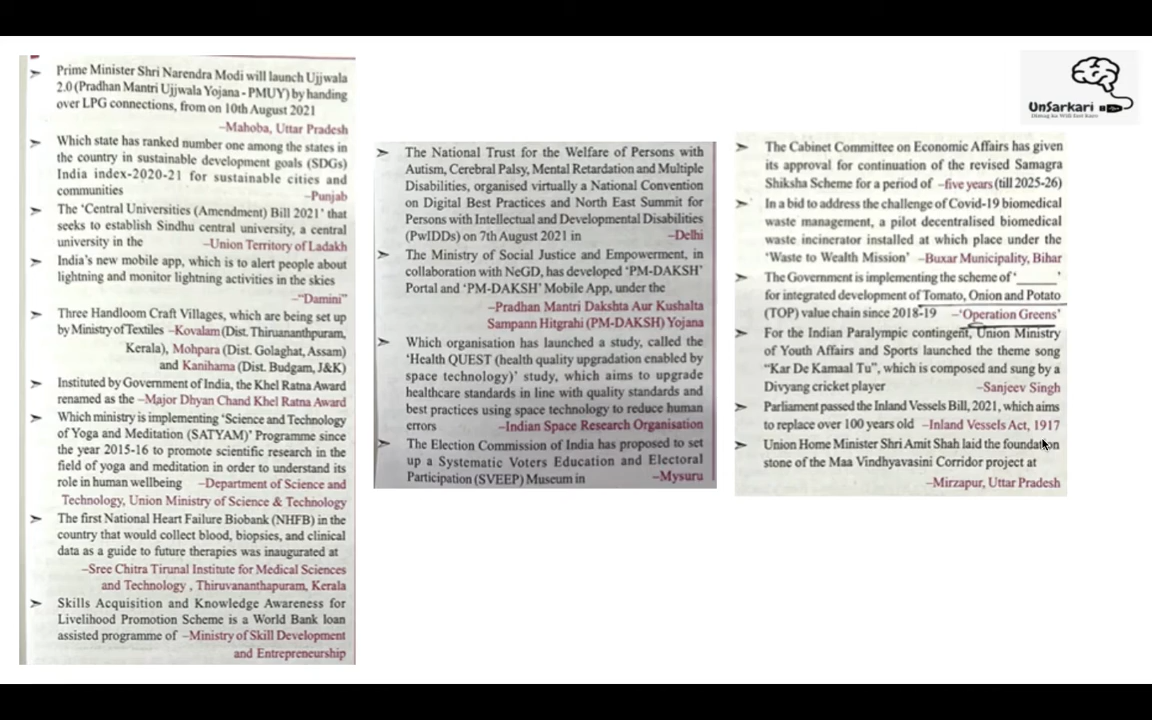 ➢ Prime Minister Shri Narendra Modi will launch Ujjwala
2.0 (Pradhan Mantri Ujjwala Yojana - PMUY) by handing
over LPG connections, from on 10th August 2021
–Mahoba, Uttar Pradesh
➢ Which state has ranked number one among the states in
the country in sustainable development goals (SDGs)
India index-2020-21 for sustainable cities and
communities –Punjab
➢ The 'Central Universities (Amendment) Bill 2021' that
seeks to establish Sindhu central university, a central
university in the –Union Territory of Ladakh
➢ India's new mobile app, which is to alert people about
lightning and monitor lightning activities in the skies
–"Damini"
➢ Three Handloom Craft Villages, which are being set up
by Ministry of Textiles –Kovalam (Dist. Thiruananthpuram,
Kerala), Mohpara (Dist. Golaghat, Assam)
and Kanihama (Dist. Budgam, J&K)
➢ Instituted by Government of India, the Khel Ratna Award
renamed as the –Major Dhyan Chand Khel Ratna Award
➢ Which ministry is implementing 'Science and Technology
of Yoga and Meditation (SATYAM)' Programme since
the year 2015-16 to promote scientific research in the
field of yoga and meditation in order to understand its
role in human wellbeing –Department of Science and
Technology, Union Ministry of Science & Technology
➢ The first National Heart Failure Biobank (NHFB) in the
country that would collect blood, biopsies, and clinical
data as a guide to future therapies was inaugurated at
–Sree Chitra Tirunal Institute for Medical Sciences
and Technology , Thiruvananthapuram, Kerala
➢ Skills Acquisition and Knowledge Awareness for
Livelihood Promotion Scheme is a World Bank loan
assisted programme of –Ministry of Skill Development
and Entrepreneurship
➢ The National Trust for the Welfare of Persons with
Autism, Cerebral Palsy, Mental Retardation and Multiple
Disabilities, organised virtually a National Convention
on Digital Best Practices and North East Summit for
Persons with Intellectual and Developmental Disabilities
(PwIDDs) on 7th August 2021 in –Delhi
➢ The Ministry of Social Justice and Empowerment, in
collaboration with NeGD, has developed 'PM-DAKSH'
Portal and 'PM-DAKSH' Mobile App, under the
–Pradhan Mantri Dakshta Aur Kushalta
Sampann Hitgrahi (PM-DAKSH) Yojana
➢ Which organisation has launched a study, called the
'Health QUEST (health quality upgradation enabled by
space technology)' study, which aims to upgrade
healthcare standards in line with quality standards and
best practices using space technology to reduce human
errors –Indian Space Research Organisation
➢ The Election Commission of India has proposed to set
up a Systematic Voters Education and Electoral
Participation (SVEEP) Museum in –Mysuru
UnSarkari
Dimag ka Wifi fast karo
➢ The Cabinet Committee on Economic Affairs has given
its approval for continuation of the revised Samagra
Shiksha Scheme for a period of –five years (till 2025-26)
➢ In a bid to address the challenge of Covid-19 biomedical
waste management, a pilot decentralised biomedical
waste incinerator installed at which place under the
'Waste to Wealth Mission' –Buxar Municipality, Bihar
➢ The Government is implementing the scheme of '______'
for integrated development of Tomato, Onion and Potato
(TOP) value chain since 2018-19 –'Operation Greens'
➢ For the Indian Paralympic contingent, Union Ministry
of Youth Affairs and Sports launched the theme song
"Kar De Kamaal Tu", which is composed and sung by a
Divyang cricket player –Sanjeev Singh
➢ Parliament passed the Inland Vessels Bill, 2021, which aims
to replace over 100 years old –Inland Vessels Act, 1917
➢ Union Home Minister Shri Amit Shah laid the foundation
stone of the Maa Vindhyavasini Corridor project at
–Mirzapur, Uttar Pradesh